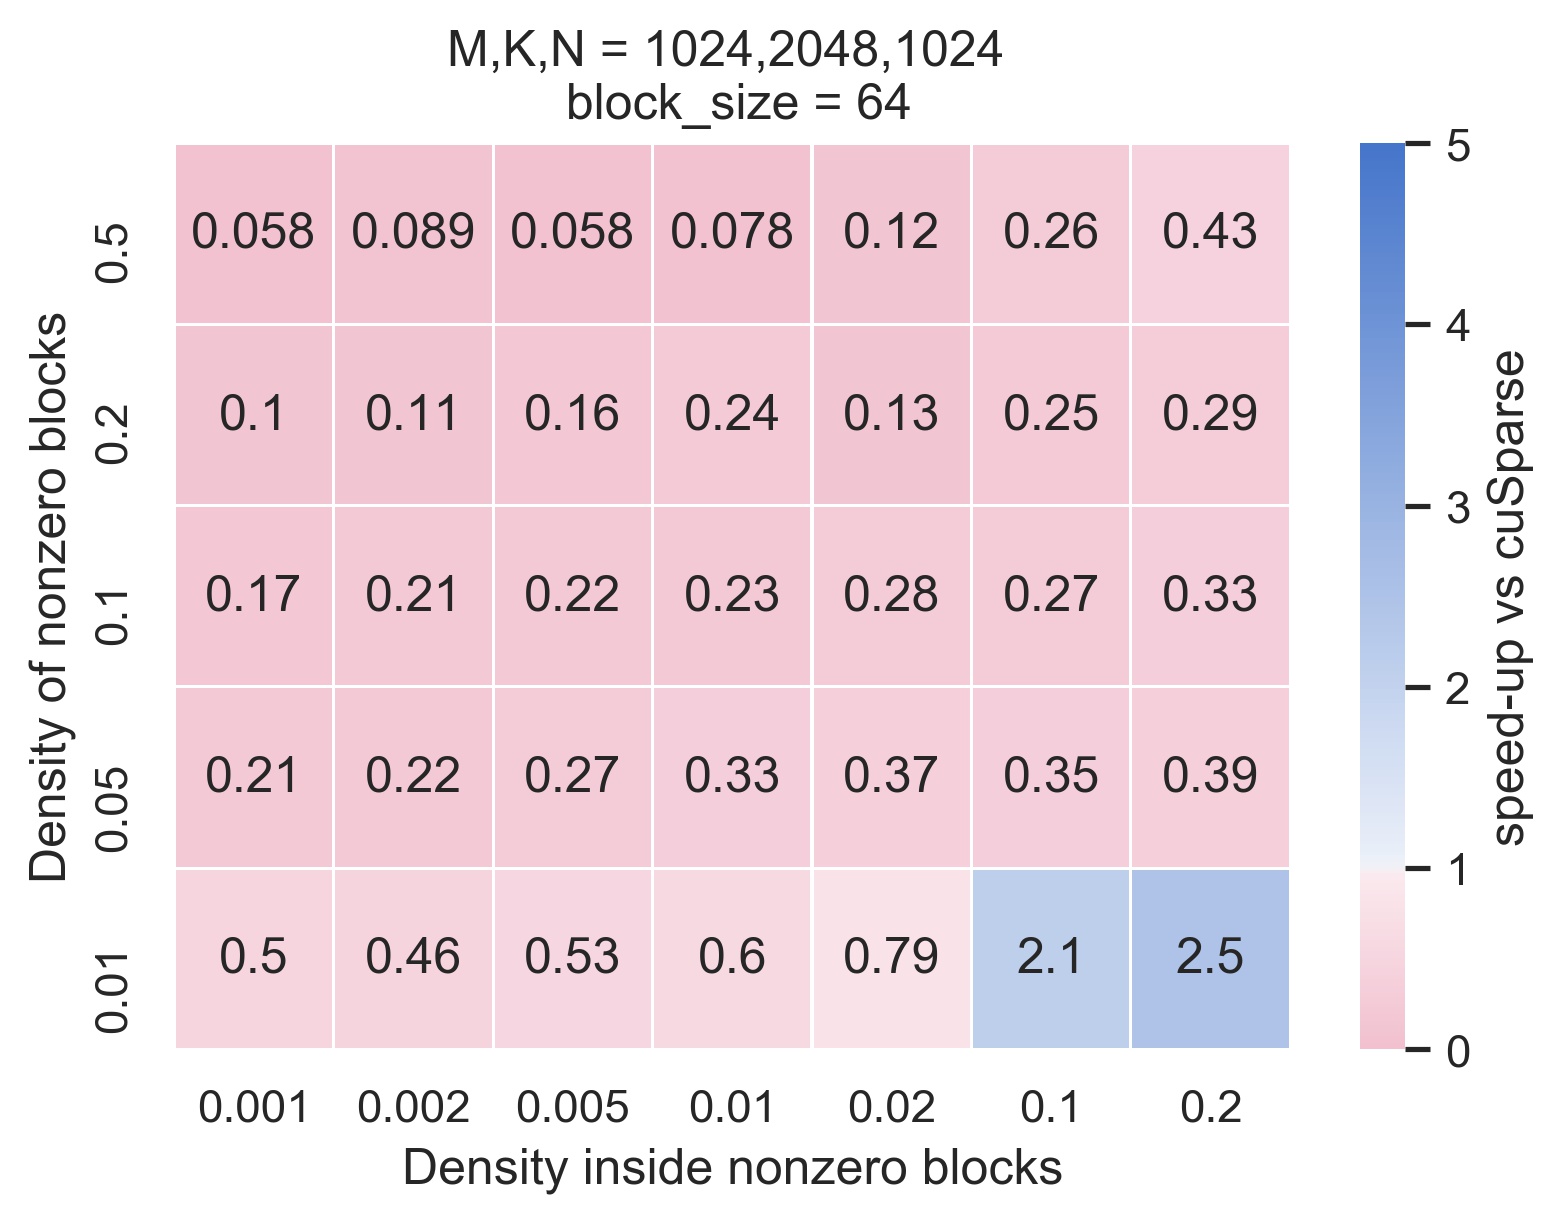 M,K,N = 1024,2048,1024
block_size = 64
Density of nonzero blocks
0.5 0.058 0.089 0.058 0.078 0.12 0.26 0.43
0.2 0.1 0.11 0.16 0.24 0.13 0.25 0.29
0.1 0.17 0.21 0.22 0.23 0.28 0.27 0.33
0.05 0.21 0.22 0.27 0.33 0.37 0.35 0.39
0.01 0.5 0.46 0.53 0.6 0.79 2.1 2.5
0.001 0.002 0.005 0.01 0.02 0.1 0.2
Density inside nonzero blocks
5
4
3
2
1
0
speed-up vs cuSparse